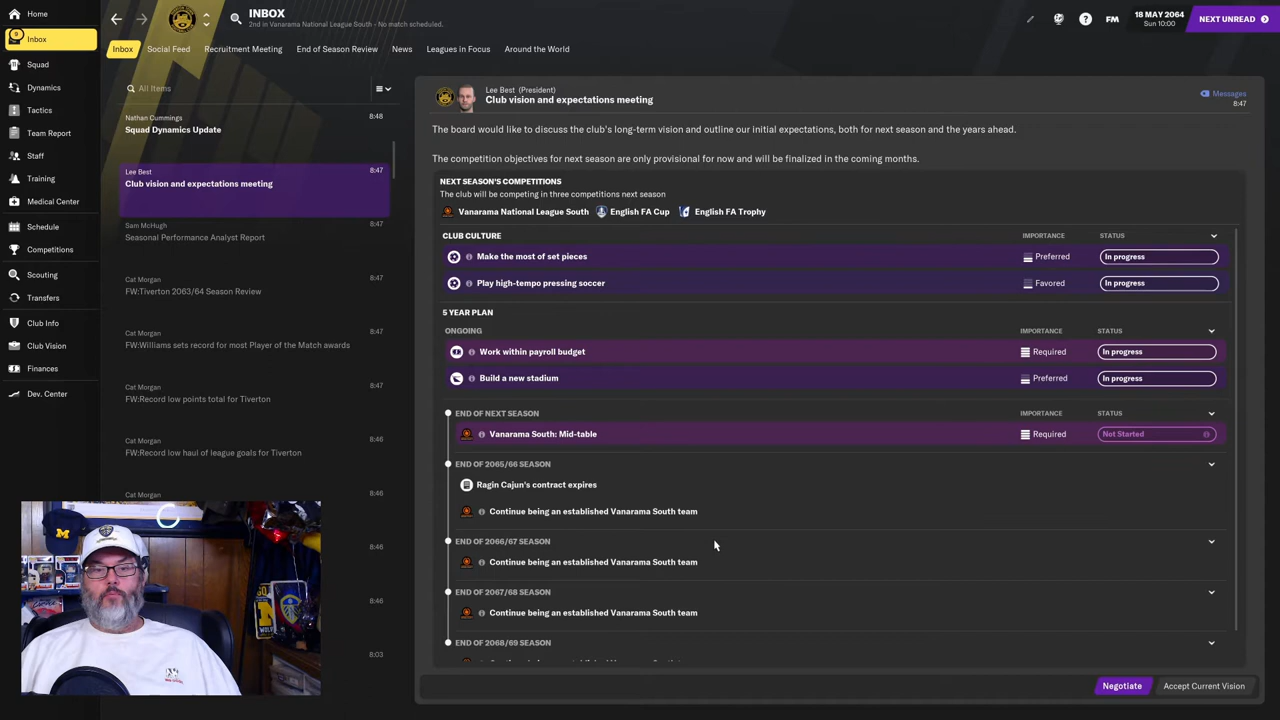 Home
INBOX
2nd in Vanarama National League South - No match scheduled.
?
FM
18 MAY 2064
Sun 10:00
NEXT UNREAD
9
Inbox
Inbox
Social Feed
Recruitment Meeting
End of Season Review
News
Leagues in Focus
Around the World
Squad
Dynamics
Tactics
Team Report
Staff
Training
Medical Center
Schedule
Competitions
Scouting
Transfers
Club Info
Club Vision
Finances
Dev. Center
All Items
Nathan Cummings
8:48
Squad Dynamics Update
Lee Best
8:47
Club vision and expectations meeting
Sam McHugh
8:47
Seasonal Performance Analyst Report
Cat Morgan
8:47
FW:Tiverton 2063/64 Season Review
Cat Morgan
8:47
FW:Williams sets record for most Player of the Match awards
Cat Morgan
8:47
FW:Record low points total for Tiverton
Cat Morgan
8:46
FW:Record low haul of league goals for Tiverton
Cat Morgan
8:46
8:46
8:46
8:03
Lee Best (President)
Club vision and expectations meeting
Messages
8:47
The board would like to discuss the club's long-term vision and outline our initial expectations, both for next season and the years ahead.
The competition objectives for next season are only provisional for now and will be finalized in the coming months.
NEXT SEASON'S COMPETITIONS
The club will be competing in three competitions next season
Vanarama National League South
English FA Cup
English FA Trophy
CLUB CULTURE
IMPORTANCE
STATUS
Make the most of set pieces
Preferred
In progress
Play high-tempo pressing soccer
Favored
In progress
5 YEAR PLAN
ONGOING
IMPORTANCE
STATUS
Work within payroll budget
Required
In progress
Build a new stadium
Preferred
In progress
END OF NEXT SEASON
IMPORTANCE
STATUS
Vanarama South: Mid-table
Required
Not Started
END OF 2065/66 SEASON
Ragin Cajun's contract expires
Continue being an established Vanarama South team
END OF 2066/67 SEASON
Continue being an established Vanarama South team
END OF 2067/68 SEASON
Continue being an established Vanarama South team
END OF 2068/69 SEASON
Negotiate
Accept Current Vision